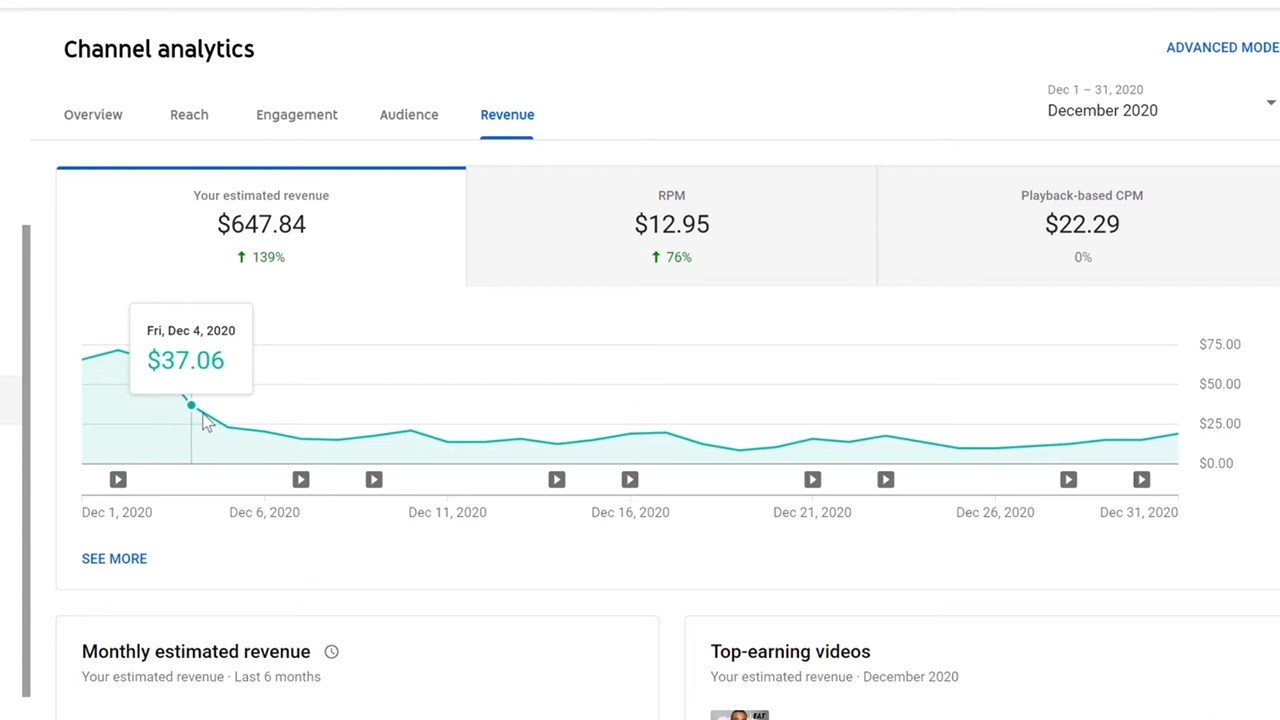 Channel analytics
ADVANCED MODE
Dec 1 – 31, 2020
December 2020
Overview
Reach
Engagement
Audience
Revenue
Your estimated revenue
$647.84
139%
RPM
$12.95
76%
Playback-based CPM
$22.29
0%
Fri, Dec 4, 2020
$37.06
$75.00
$50.00
$25.00
$0.00
Dec 1, 2020
Dec 6, 2020
Dec 11, 2020
Dec 16, 2020
Dec 21, 2020
Dec 26, 2020
Dec 31, 2020
SEE MORE
Monthly estimated revenue
Your estimated revenue · Last 6 months
Top-earning videos
Your estimated revenue · December 2020
EAT